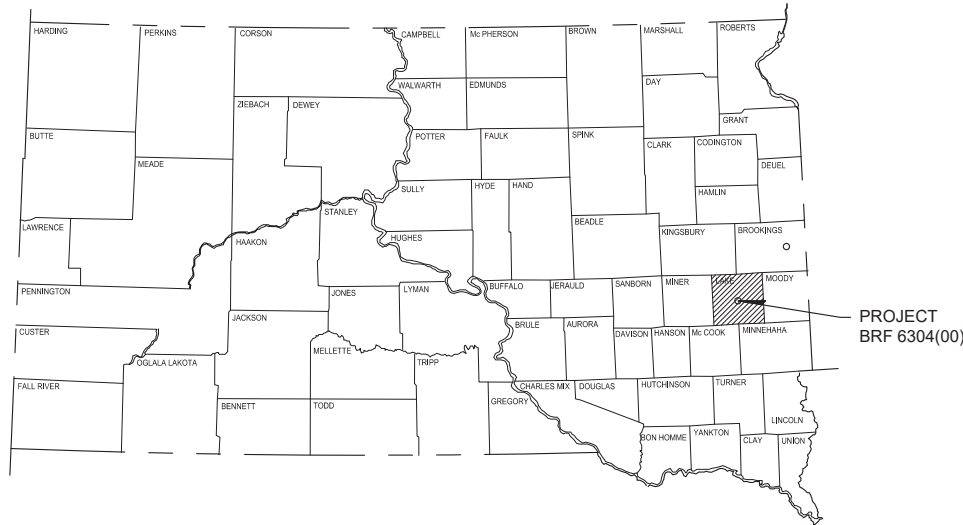 HARDING
PERKINS
CORSON
CAMPBELL
Mc PHERSON
BROWN
MARSHALL
ROBERTS
WALWARTH
EDMUNDS
DAY
ZIEBACH
DEWEY
GRANT
BUTTE
POTTER
FAULK
SPINK
CLARK
CODINGTON
MEADE
DEUEL
SULLY
HYDE
HAND
HAMLIN
STANLEY
BEADLE
LAWRENCE
KINGSBURY
BROOKINGS
HUGHES
HAAKON
PENNINGTON
JONES
LYMAN
BUFFALO
JERAULD
SANBORN
MINER
LAKE
MOODY
JACKSON
PROJECT
BRF 6304(00)
CUSTER
BRULE
AURORA
DAVISON
HANSON
Mc COOK
MINNEHAHA
MELLETTE
OGLALA LAKOTA
TRIPP
FALL RIVER
CHARLES MIX
DOUGLAS
HUTCHINSON
TURNER
GREGORY
LINCOLN
BENNETT
TODD
BON HOMME
YANKTON
CLAY
UNION